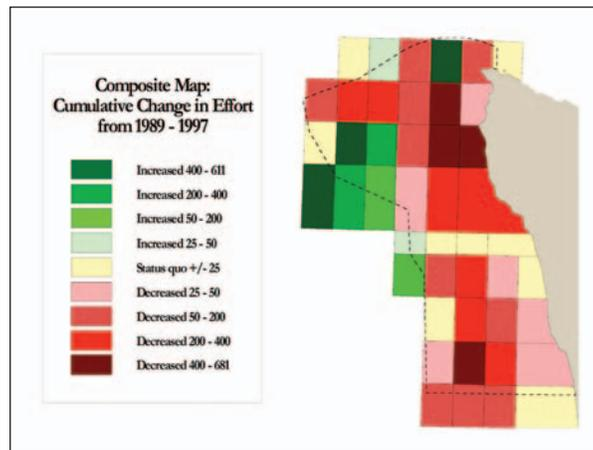 Composite Map:
Cumulative Change in Effort
from 1989 - 1997
Increased 400 - 611
Increased 200 - 400
Increased 50 - 200
Increased 25 - 50
Status quo +/- 25
Decreased 25 - 50
Decreased 50 - 200
Decreased 200 - 400
Decreased 400 - 681